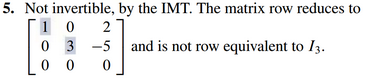 5. Not invertible, by the IMT. The matrix row reduces to
[ 1 0 2
0 3 −5
0 0 0 ] and is not row equivalent to I₃.